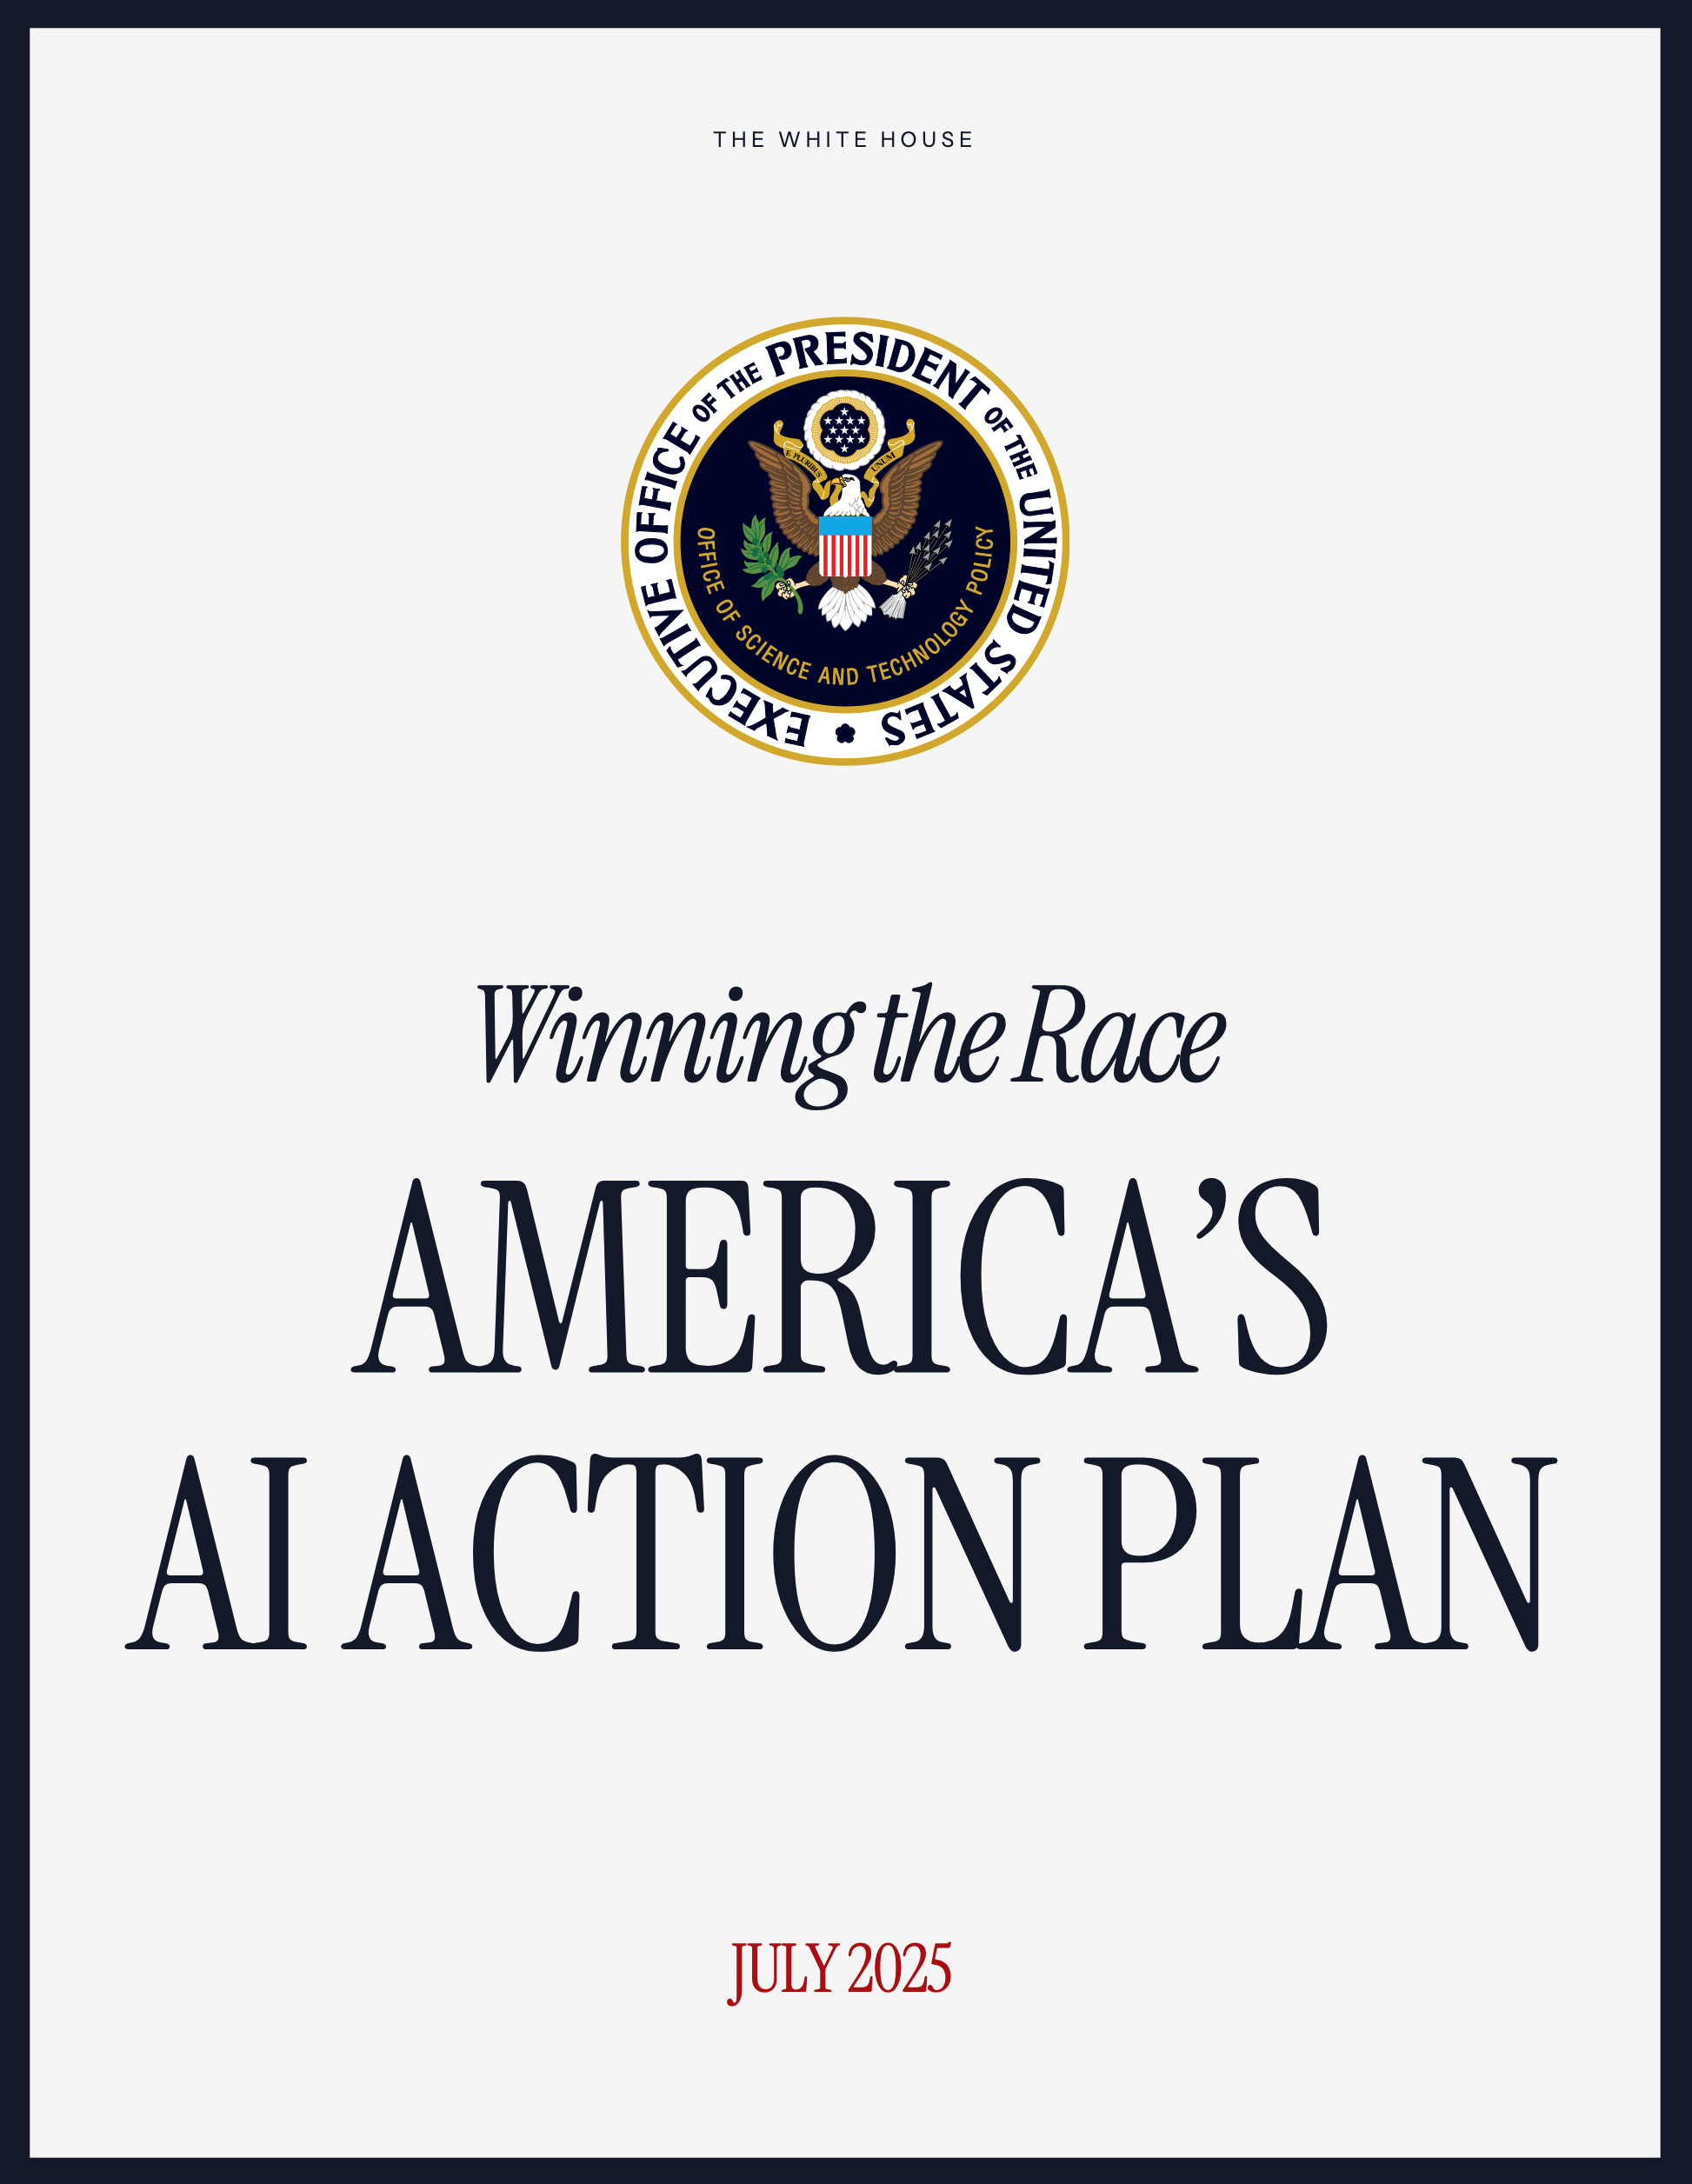 THE WHITE HOUSE
EXECUTIVE OFFICE OF THE PRESIDENT OF THE UNITED STATES
E PLURIBUS UNUM
OFFICE OF SCIENCE AND TECHNOLOGY POLICY
Winning the Race
AMERICA’S
AI ACTION PLAN
JULY 2025